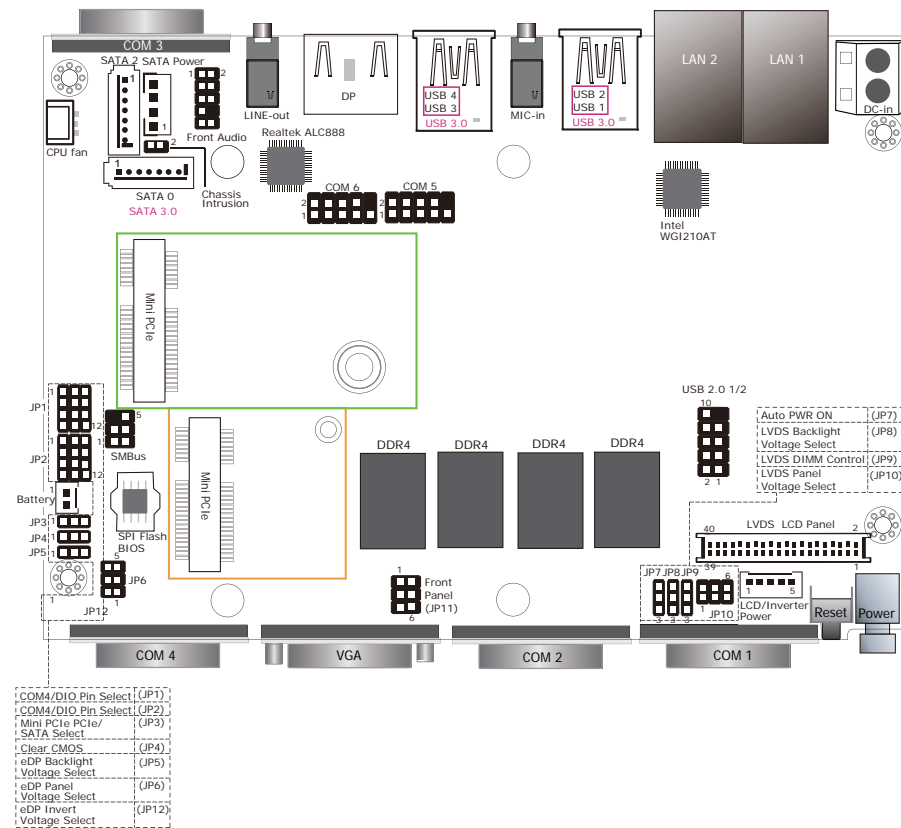 COM 3
SATA 2 SATA Power
1
1 2
1
2
LINE-out
DP
USB 4
USB 3
USB 3.0
MIC-in
USB 2
USB 1
USB 3.0
LAN 2
LAN 1
DC-in
CPU fan
Front Audio
Realtek ALC888
1
SATA 0
SATA 3.0
Chassis
Intrusion
COM 6
COM 5
2
1
2
1
Intel
WGI210AT
Mini PCIe
USB 2.0 1/2
10
2 1
JP1
1
12
JP2
1
12
5
1
SMBus
Battery
1
JP3
1
JP4
1
JP5
1
SPI Flash
BIOS
Mini PCIe
DDR4
DDR4
DDR4
DDR4
Auto PWR ON (JP7)
LVDS Backlight
Voltage Select (JP8)
LVDS DIMM Control (JP9)
LVDS Panel
Voltage Select (JP10)
40
LVDS LCD Panel
2
39
1
5
JP6
1
1
JP12
1
Front
Panel
(JP11)
6
JP7 JP8 JP9
3 3 3
6
1
JP10
1 5
LCD/Inverter
Power
Reset
Power
COM 4
VGA
COM 2
COM 1
COM4/DIO Pin Select (JP1)
COM4/DIO Pin Select (JP2)
Mini PCIe PCIe/
SATA Select (JP3)
Clear CMOS (JP4)
eDP Backlight
Voltage Select (JP5)
eDP Panel
Voltage Select (JP6)
eDP Invert
Voltage Select (JP12)